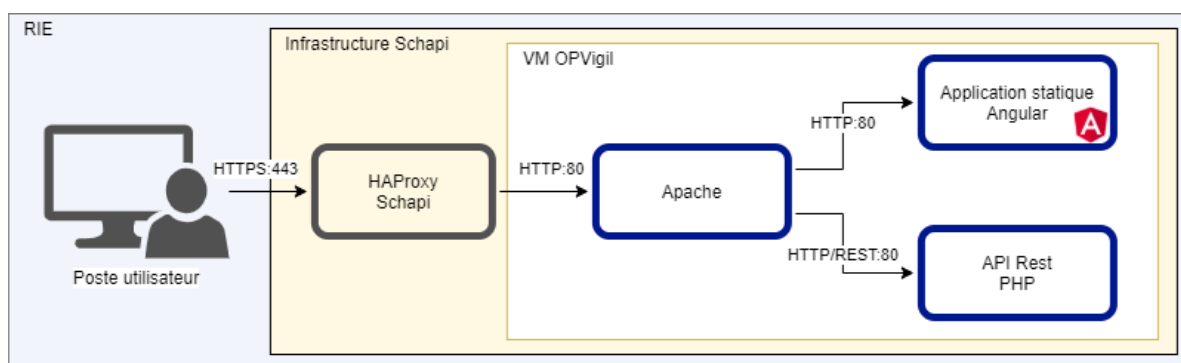 RIE
Infrastructure Schapi
VM OPVigil
Application statique
Angular
A
HTTP:80
HTTPS:443
HAProxy
Schapi
HTTP:80
Apache
HTTP/REST:80
API Rest
PHP
Poste utilisateur